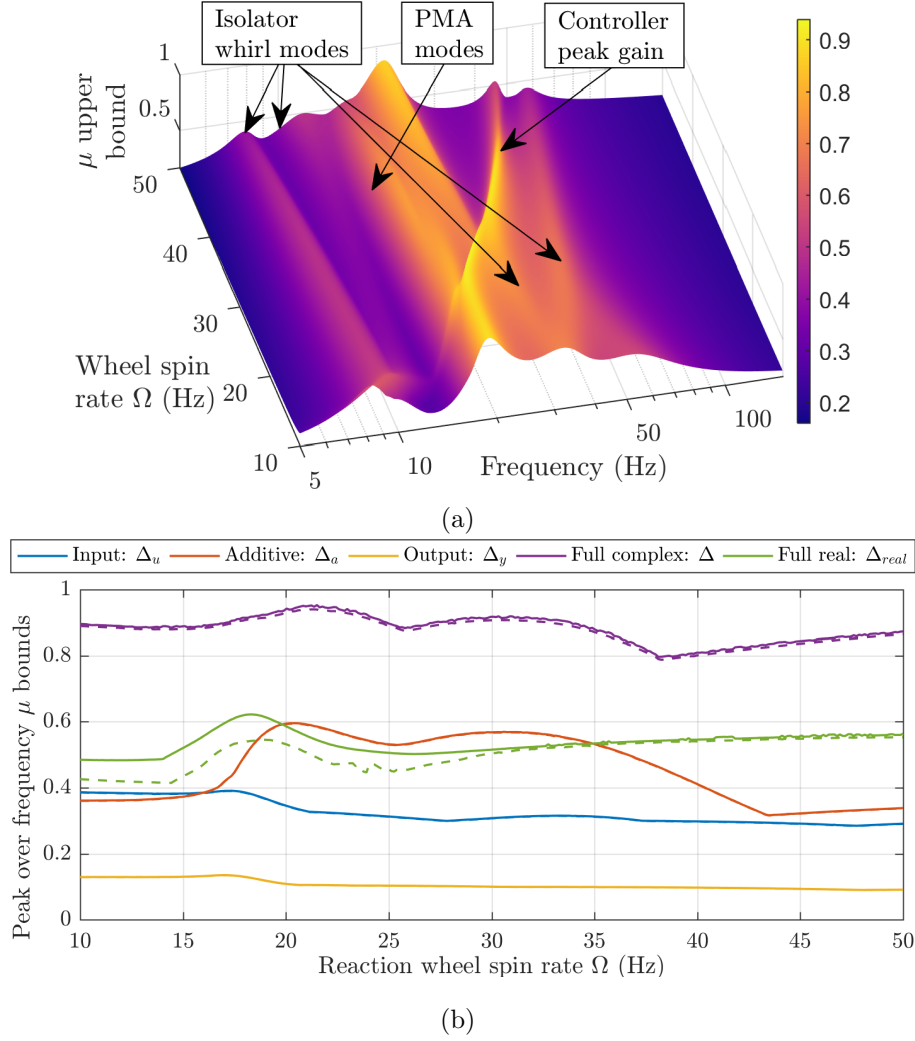 Isolator
whirl modes
PMA
modes
Controller
peak gain
1
0.5
μ upper
bound
50
40
30
20
10
Wheel spin
rate Ω (Hz)
5
10
50
100
Frequency (Hz)
0.9
0.8
0.7
0.6
0.5
0.4
0.3
0.2
(a)
Input: Δ_u Additive: Δ_a Output: Δ_y Full complex: Δ Full real: Δ_real
1
0.8
0.6
0.4
0.2
0
Peak over frequency μ bounds
10 15 20 25 30 35 40 45 50
Reaction wheel spin rate Ω (Hz)
(b)